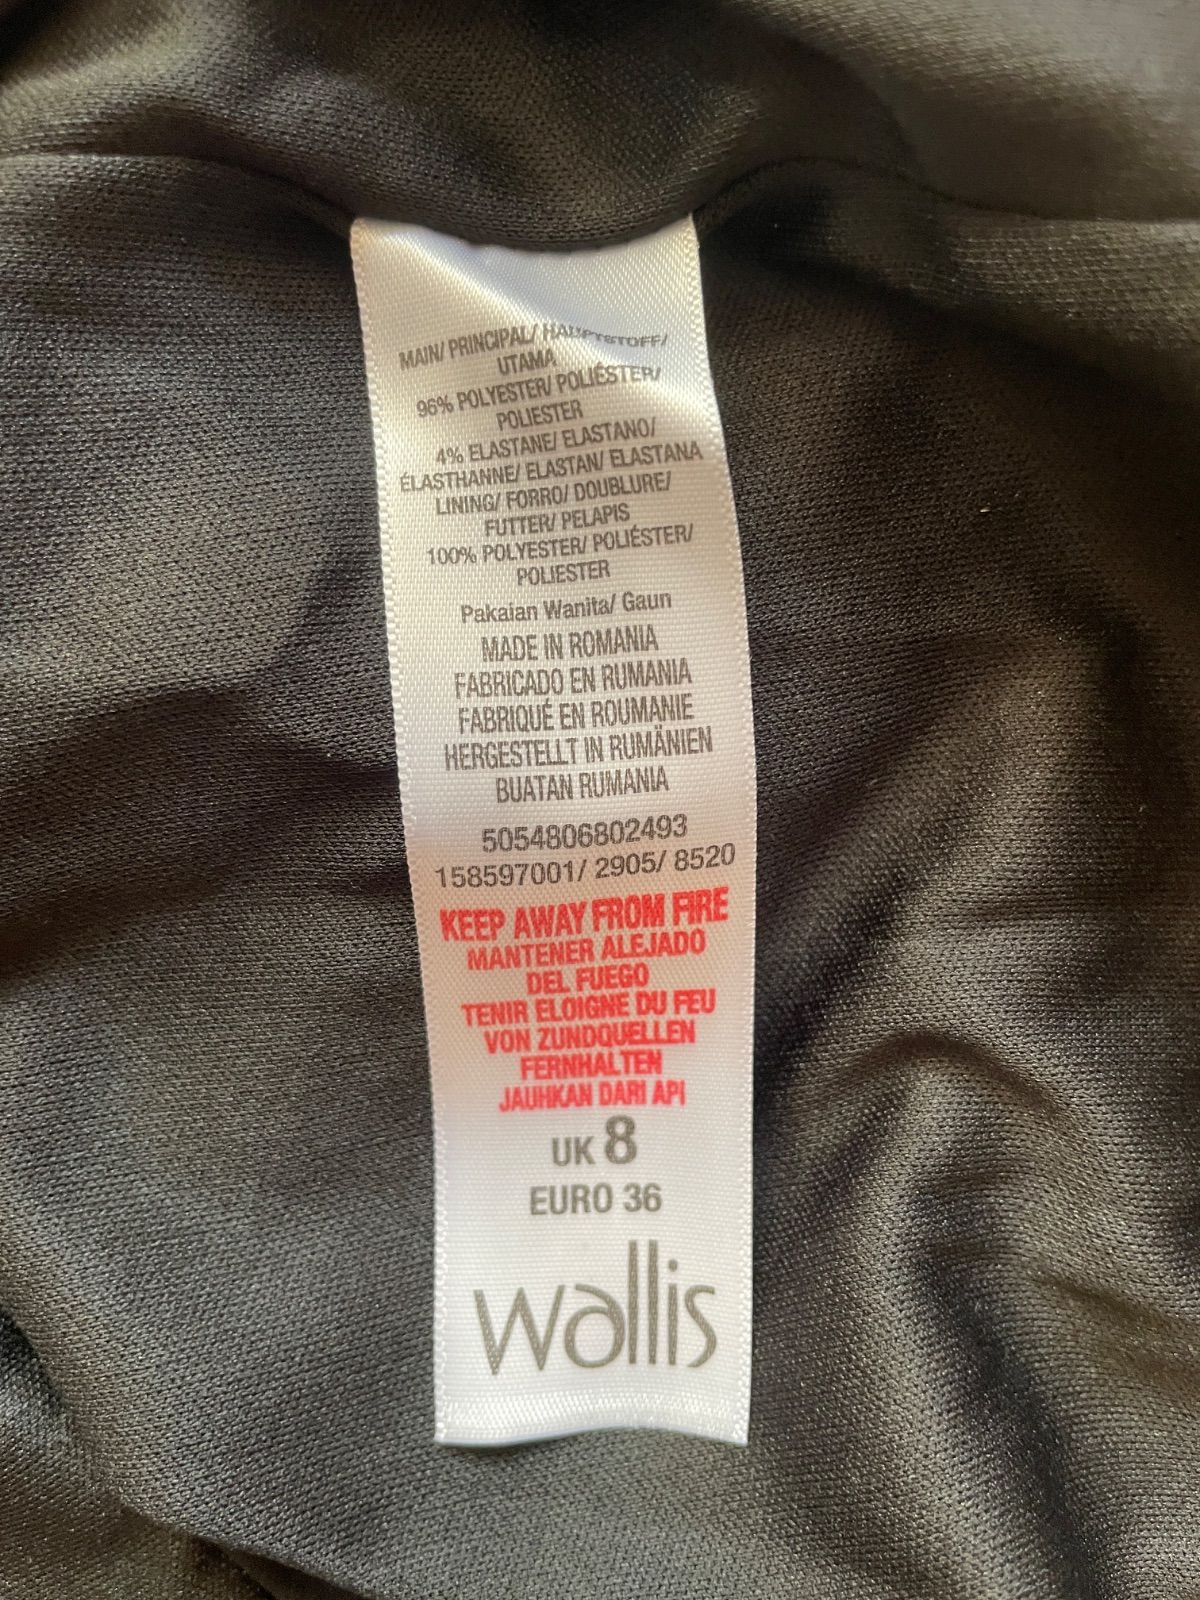 MAIN/ PRINCIPAL/ HAUPTSTOFF/
UTAMA
96% POLYESTER/ POLIÉSTER/
POLIESTER
4% ELASTANE/ ELASTANO/
ÉLASTHANNE/ ELASTAN/ ELASTANA
LINING/ FORRO/ DOUBLURE/
FUTTER/ PELAPIS
100% POLYESTER/ POLIÉSTER/
POLIESTER
Pakaian Wanita/ Gaun
MADE IN ROMANIA
FABRICADO EN RUMANIA
FABRIQUÉ EN ROUMANIE
HERGESTELLT IN RUMÄNIEN
BUATAN RUMANIA
5054806802493
158597001/ 2905/ 8520
KEEP AWAY FROM FIRE
MANTENER ALEJADO
DEL FUEGO
TENIR ELOIGNE DU FEU
VON ZUNDQUELLEN
FERNHALTEN
JAUHKAN DARI API
UK 8
EURO 36
wallis